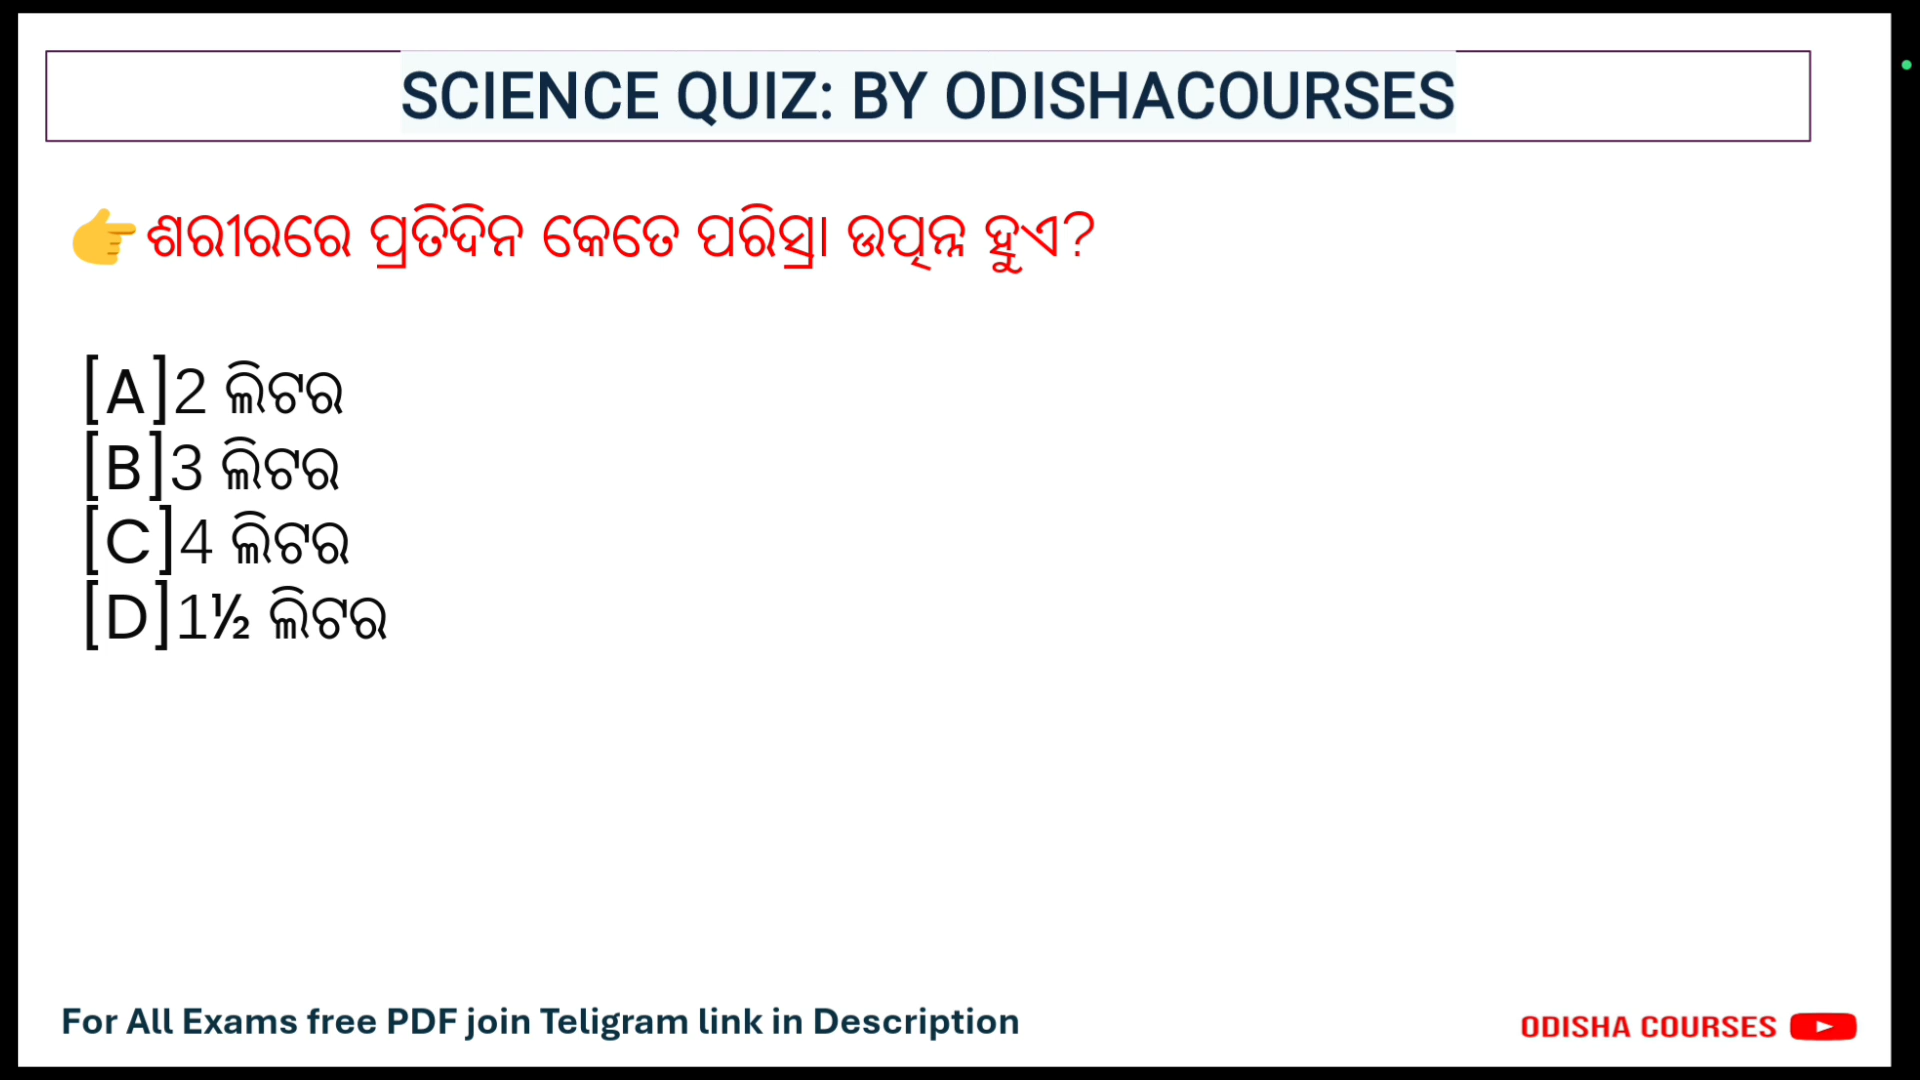 SCIENCE QUIZ: BY ODISHACOURSES
👉ଶରୀରରେ ପ୍ରତିଦିନ କେତେ ପରିସ୍ରା ଉତ୍ପନ୍ନ ହୁଏ?
[A]2 ଲିଟର
[B]3 ଲିଟର
[C]4 ଲିଟର
[D]1½ ଲିଟର
For All Exams free PDF join Teligram link in Description
ODISHA COURSES